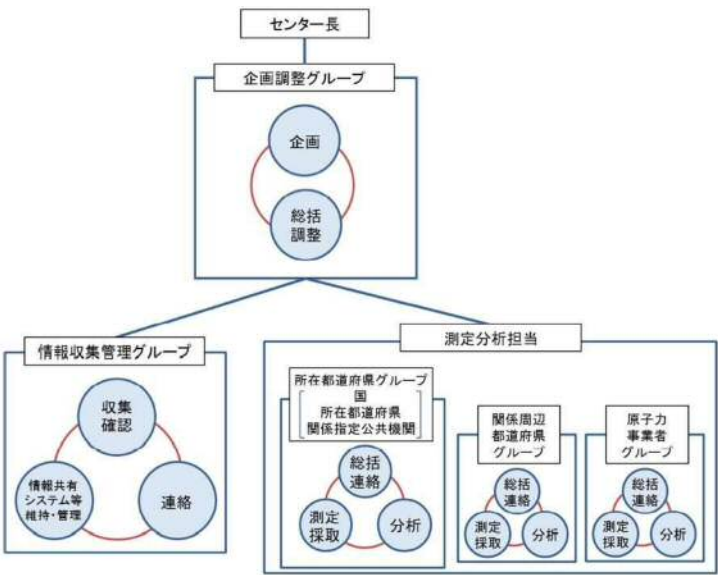 センター長
企画調整グループ
企画
総括
調整
情報収集管理グループ
収集
確認
情報共有
システム等
維持・管理
連絡
測定分析担当
所在都道府県グループ
国
所在都道府県
関係指定公共機関
総括
連絡
測定
採取
分析
関係周辺
都道府県
グループ
総括
連絡
測定
採取
分析
原子力
事業者
グループ
総括
連絡
測定
採取
分析